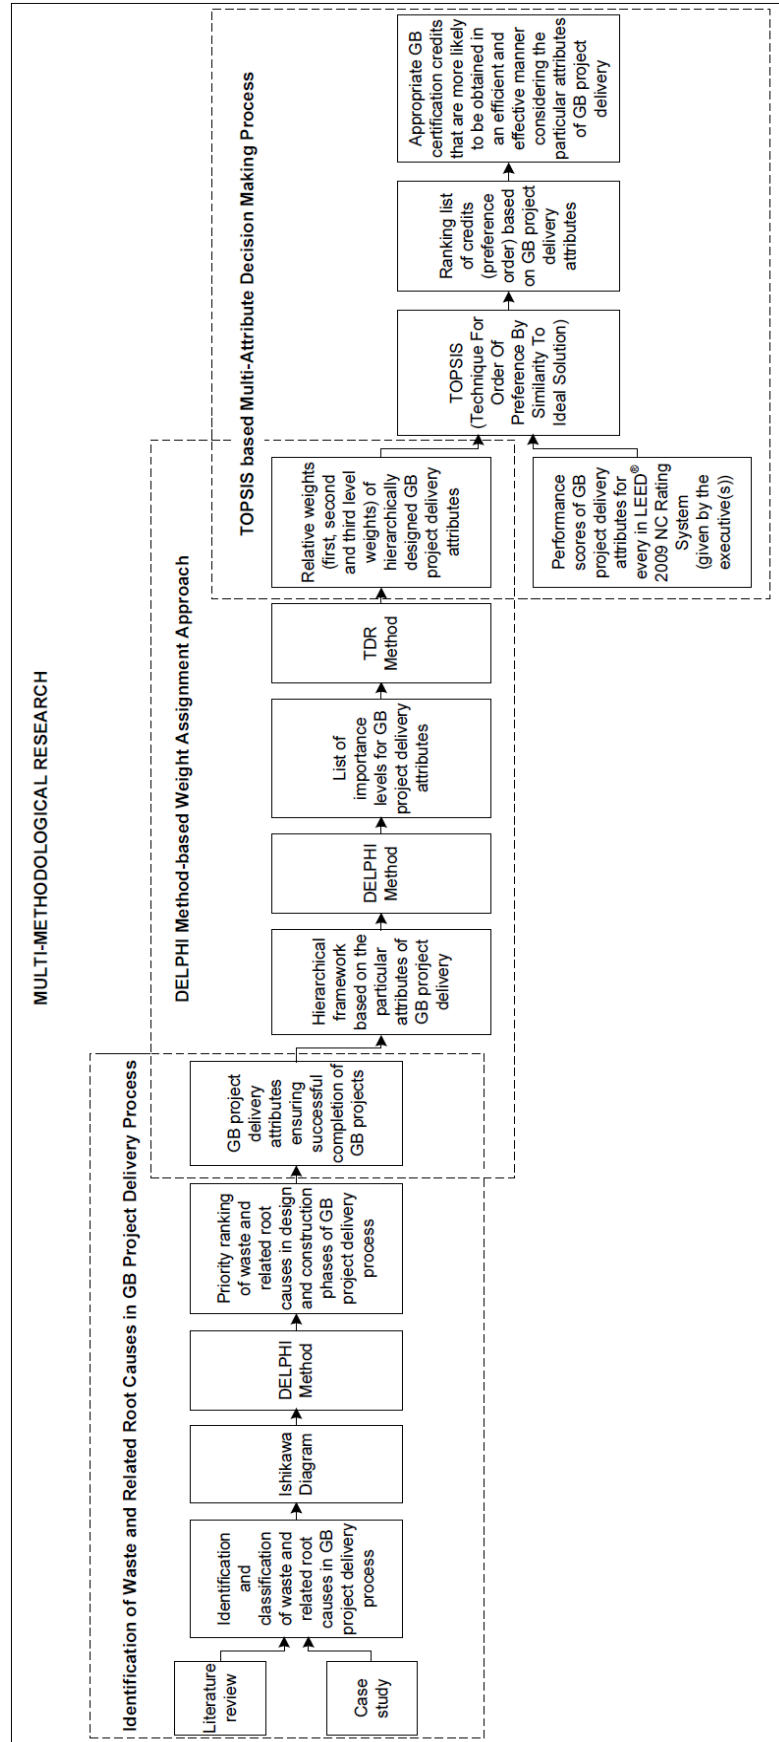 MULTI-METHODOLOGICAL RESEARCH
Identification of Waste and Related Root Causes in GB Project Delivery Process
Literature
review
Case
study
Identification
and
classification
of waste and
related root
causes in GB
project delivery
process
Ishikawa
Diagram
DELPHI
Method
Priority ranking
of waste and
related root
causes in design
and construction
phases of GB
project delivery
process
GB project
delivery
attributes
ensuring
successful
completion of
GB projects
DELPHI Method-based Weight Assignment Approach
Hierarchical
framework
based on the
particular
attributes of
GB prorject
delivery
DELPHI
Method
List of
importance
levels for GB
project delivery
attributes
TDR
Method
Relative weights
(first, second
and third level
weights) of
hierarchically
designed GB
project delivery
attributes
TOPSIS based Multi-Attribute Decision Making Process
Performance
scores of GB
project delivery
attributes for
every in LEED®
2009 NC Rating
System
(given by the
executive(s))
TOPSIS
(Technique For
Order Of
Preference By
Similarity To
Ideal Solution)
Ranking list
of credits
(preference
order) based
on GB project
delivery
attributes
Appropriate GB
certification credits
that are more likely
to be obtained in
an efficient and
effective manner
considering the
particular attributes
of GB project
delivery